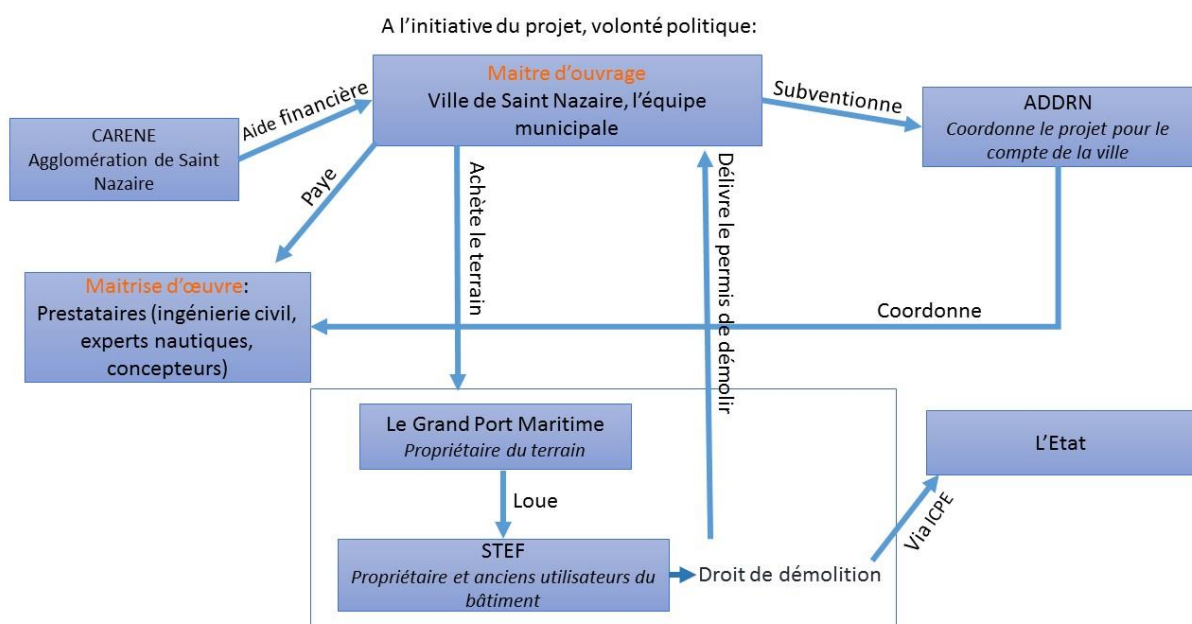 A l’initiative du projet, volonté politique:
Maitre d’ouvrage
Ville de Saint Nazaire, l’équipe
municipale
Aide financière
CARENE
Agglomération de Saint
Nazaire
Subventionne
ADDRN
Coordonne le projet pour le
compte de la ville
Paye
Achète le terrain
Délivre le permis de démolir
Maitrise d’œuvre:
Prestataires (ingénierie civil,
experts nautiques,
concepteurs)
Coordonne
Le Grand Port Maritime
Propriétaire du terrain
L’Etat
Loue
Via ICPE
STEF
Propriétaire et anciens utilisateurs du
bâtiment
Droit de démolition